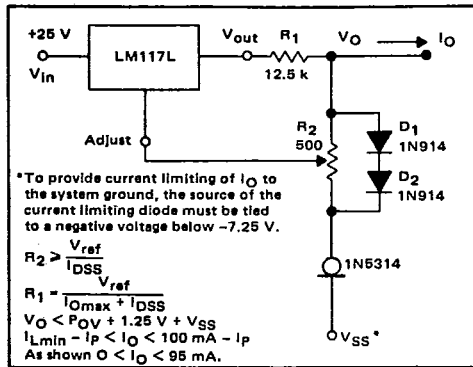 +25 V
LM117L
Vin
Vout
R1
12.5 k
VO
IO
Adjust
R2
500
D1
1N914
D2
1N914
1N5314
VSS*
*To provide current limiting of IO to
the system ground, the source of the
current limiting diode must be tied
to a negative voltage below −7.25 V.
R2 ≥ Vref / IDSS
R1 = Vref / IOmax + IDSS
VO < POV + 1.25 V + VSS
ILmin − IP < IO < 100 mA − IP
As shown O < IO < 95 mA.